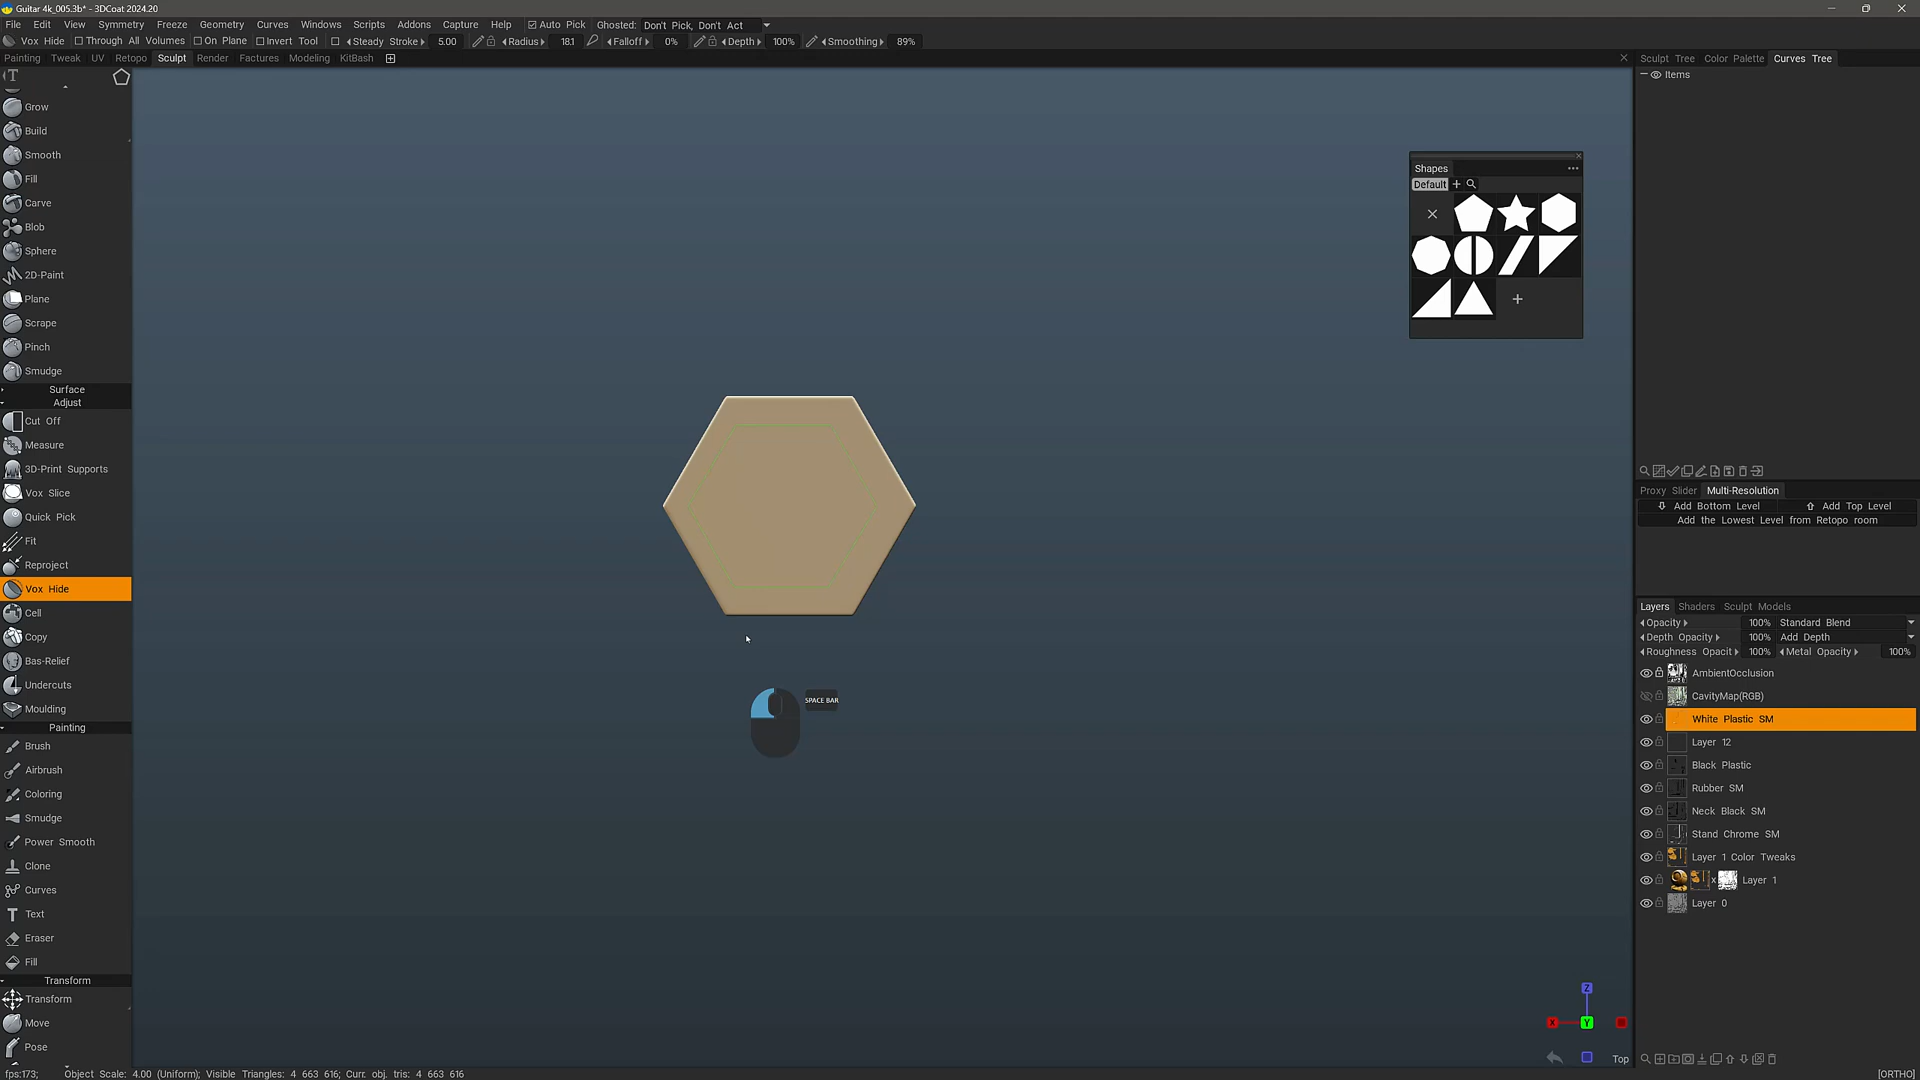 Guitar 4k_005.3b* - 3DCoat 2024.20
File Edit View Symmetry Freeze Geometry Curves Windows Scripts Addons Capture Help Auto Pick Ghosted: Don't Pick, Don't Act
Vox Hide Through All Volumes On Plane Invert Tool Steady Stroke 5.00 Radius 18.1 Falloff 0% Depth 100% Smoothing 89%
Painting Tweak UV Retopo Sculpt Render Factures Modeling KitBash
Sculpt Tree Color Palette Curves Tree
Items
T
Grow
Build
Smooth
Fill
Carve
Blob
Sphere
2D-Paint
Plane
Scrape
Pinch
Smudge
Surface
Adjust
Cut Off
Measure
3D-Print Supports
Vox Slice
Quick Pick
Fit
Reproject
Vox Hide
Cell
Copy
Bas-Relief
Undercuts
Moulding
Painting
Brush
Airbrush
Coloring
Smudge
Power Smooth
Clone
Curves
Text
Eraser
Fill
Transform
Transform
Move
Pose
Shapes
Default
SPACE BAR
Proxy Slider Multi-Resolution
Add Bottom Level Add Top Level
Add the Lowest Level from Retopo room
Layers Shaders Sculpt Models
Opacity 100% Standard Blend
Depth Opacity 100% Add Depth
Roughness Opacit 100% Metal Opacity 100%
AmbientOcclusion
CavityMap(RGB)
White Plastic SM
Layer 12
Black Plastic
Rubber SM
Neck Black SM
Stand Chrome SM
Layer 1 Color Tweaks
x Layer 1
Layer 0
Z
X Y
Top
fps:173; Object Scale: 4.00 (Uniform); Visible Triangles: 4 663 616; Curr. obj. tris: 4 663 616
[ORTHO]